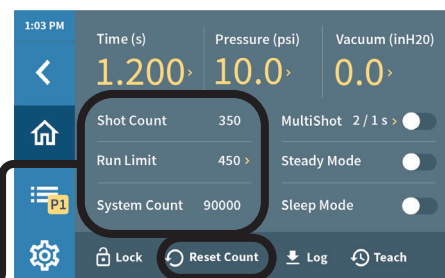 1:03 PM
Time (s) Pressure (psi) Vacuum (inH20)
1.200 › 10.0 › 0.0 ›
Shot Count 350 MultiShot 2 / 1 s ›
Run Limit 450 › Steady Mode
P1
System Count 90000 Sleep Mode
Lock Reset Count Log Teach